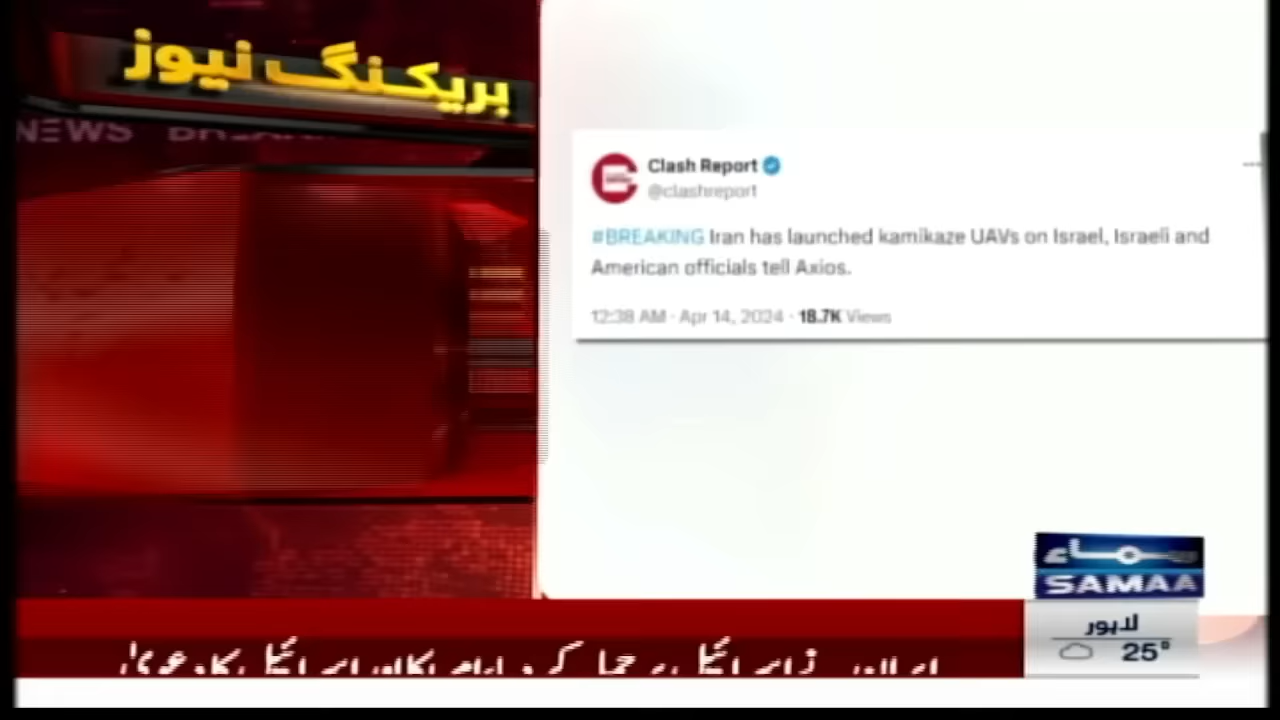 بریکنگ نیوز
NEWS
Clash Report
@clashreport
#BREAKING Iran has launched kamikaze UAVs on Israel, Israeli and
American officials tell Axios.
12:38 AM · Apr 14, 2024 · 18.7K Views
سماء
SAMAA
لاہور
25°